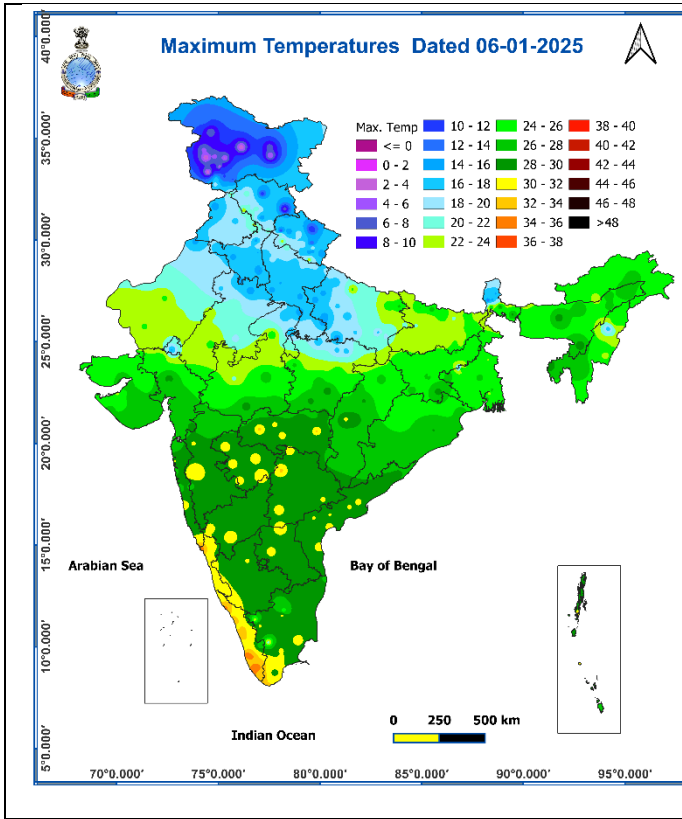 Maximum Temperatures Dated 06-01-2025
Max. Temp
<= 0
0 - 2
2 - 4
4 - 6
6 - 8
8 - 10
10 - 12
12 - 14
14 - 16
16 - 18
18 - 20
20 - 22
22 - 24
24 - 26
26 - 28
28 - 30
30 - 32
32 - 34
34 - 36
36 - 38
38 - 40
40 - 42
42 - 44
44 - 46
46 - 48
>48
40°0.000'
35°0.000'
30°0.000'
25°0.000'
20°0.000'
15°0.000'
10°0.000'
5°0.000'
Arabian Sea
Bay of Bengal
Indian Ocean
0 250 500 km
70°0.000' 75°0.000' 80°0.000' 85°0.000' 90°0.000' 95°0.000'